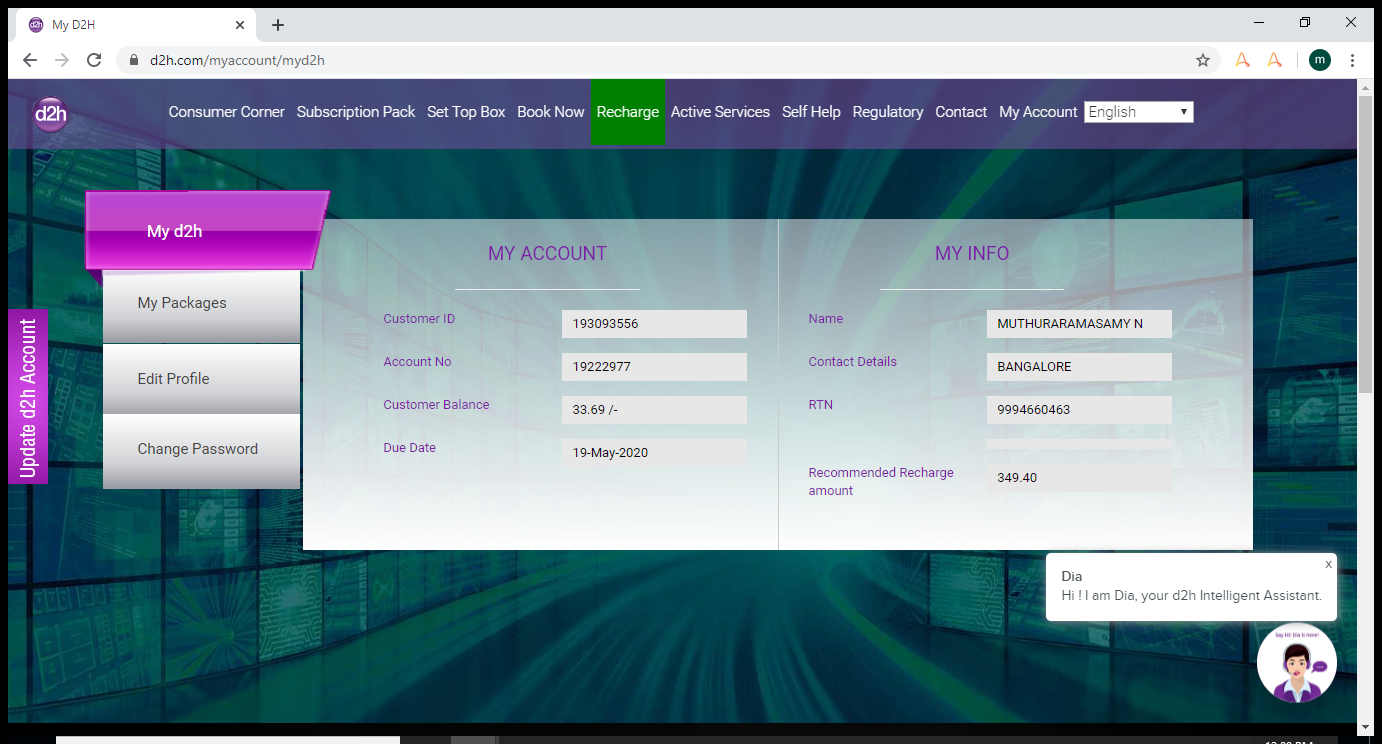 My D2H
d2h.com/myaccount/myd2h
m
d2h
Consumer Corner Subscription Pack Set Top Box Book Now Recharge Active Services Self Help Regulatory Contact My Account English
My d2h
My Packages
Edit Profile
Change Password
Update d2h Account
MY ACCOUNT
Customer ID 193093556
Account No 19222977
Customer Balance 33.69 /-
Due Date 19-May-2020
MY INFO
Name MUTHURARAMASAMY N
Contact Details BANGALORE
RTN 9994660463
Recommended Recharge
amount
349.40
x
Dia
Hi ! I am Dia, your d2h Intelligent Assistant.
Say Hi! Dia is here!